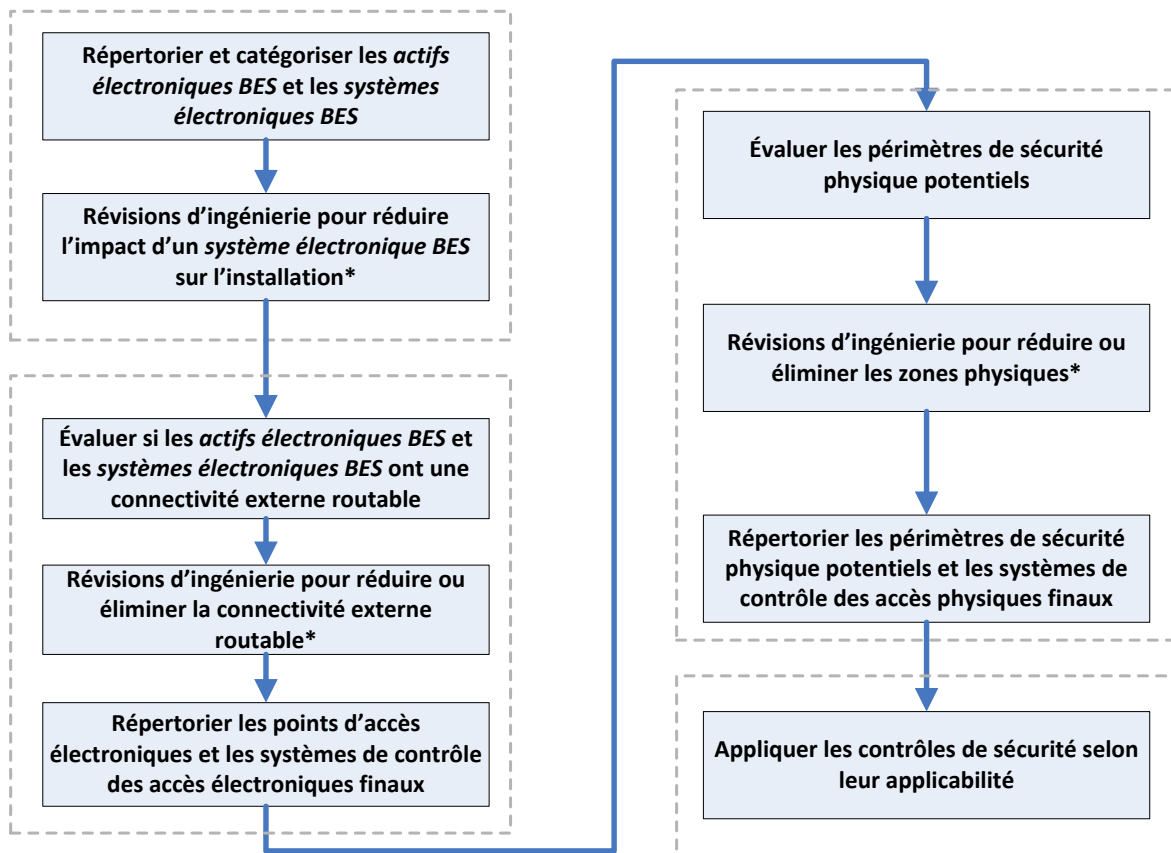 Répertorier et catégoriser les actifs
électroniques BES et les systèmes
électroniques BES
Révisions d’ingénierie pour réduire
l’impact d’un système électronique BES
sur l’installation*
Évaluer si les actifs électroniques BES et
les systèmes électroniques BES ont une
connectivité externe routable
Révisions d’ingénierie pour réduire ou
éliminer la connectivité externe
routable*
Répertorier les points d’accès
électroniques et les systèmes de contrôle
des accès électroniques finaux
Évaluer les périmètres de sécurité
physique potentiels
Révisions d’ingénierie pour réduire ou
éliminer les zones physiques*
Répertorier les périmètres de sécurité
physique potentiels et les systèmes de
contrôle des accès physiques finaux
Appliquer les contrôles de sécurité selon
leur applicabilité